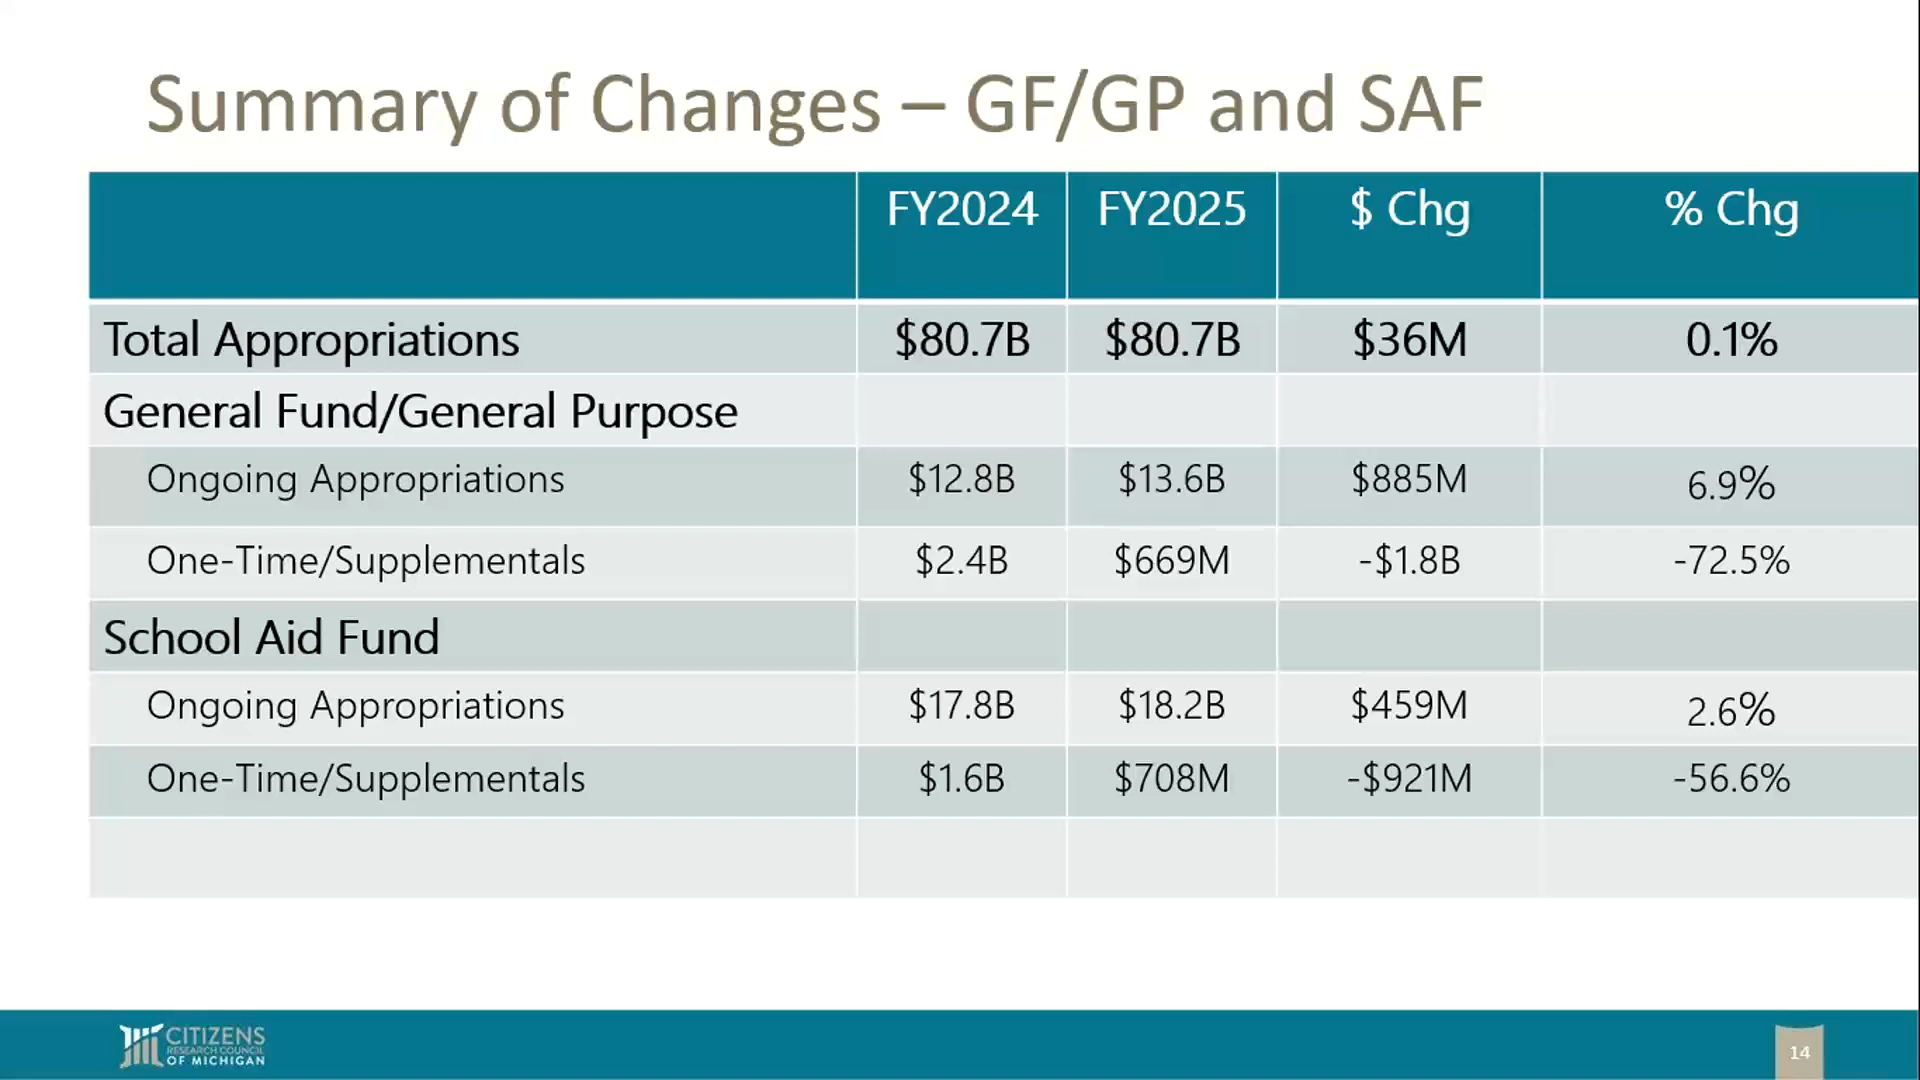 Summary of Changes – GF/GP and SAF
FY2024 FY2025 $ Chg % Chg
Total Appropriations $80.7B $80.7B $36M 0.1%
General Fund/General Purpose
Ongoing Appropriations $12.8B $13.6B $885M 6.9%
One-Time/Supplementals $2.4B $669M -$1.8B -72.5%
School Aid Fund
Ongoing Appropriations $17.8B $18.2B $459M 2.6%
One-Time/Supplementals $1.6B $708M -$921M -56.6%
CITIZENS
RESEARCH COUNCIL
OF MICHIGAN
14